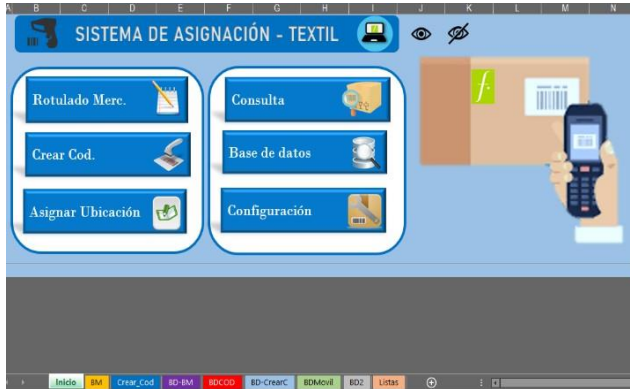 B C D E F G H I J K L M N
SISTEMA DE ASIGNACIÓN - TEXTIL
Rotulado Merc.
Consulta
Crear Cod.
Base de datos
Asignar Ubicación
Configuración
f.
Inicio BM Crear_Cod BD-BM BDCOD BD-CrearC BDMovil BD2 Listas